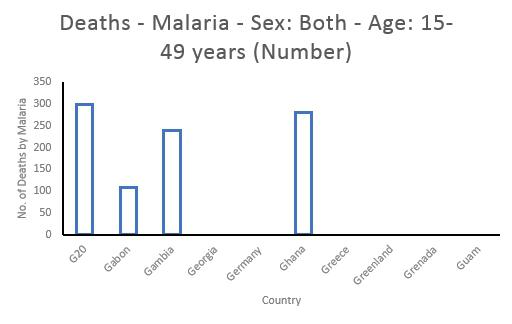 Deaths - Malaria - Sex: Both - Age: 15-
49 years (Number)
350
300
250
200
150
100
50
0
No. of Deaths by Malaria
G20
Gabon
Gambia
Georgia
Germany
Ghana
Greece
Greenland
Grenada
Guam
Country